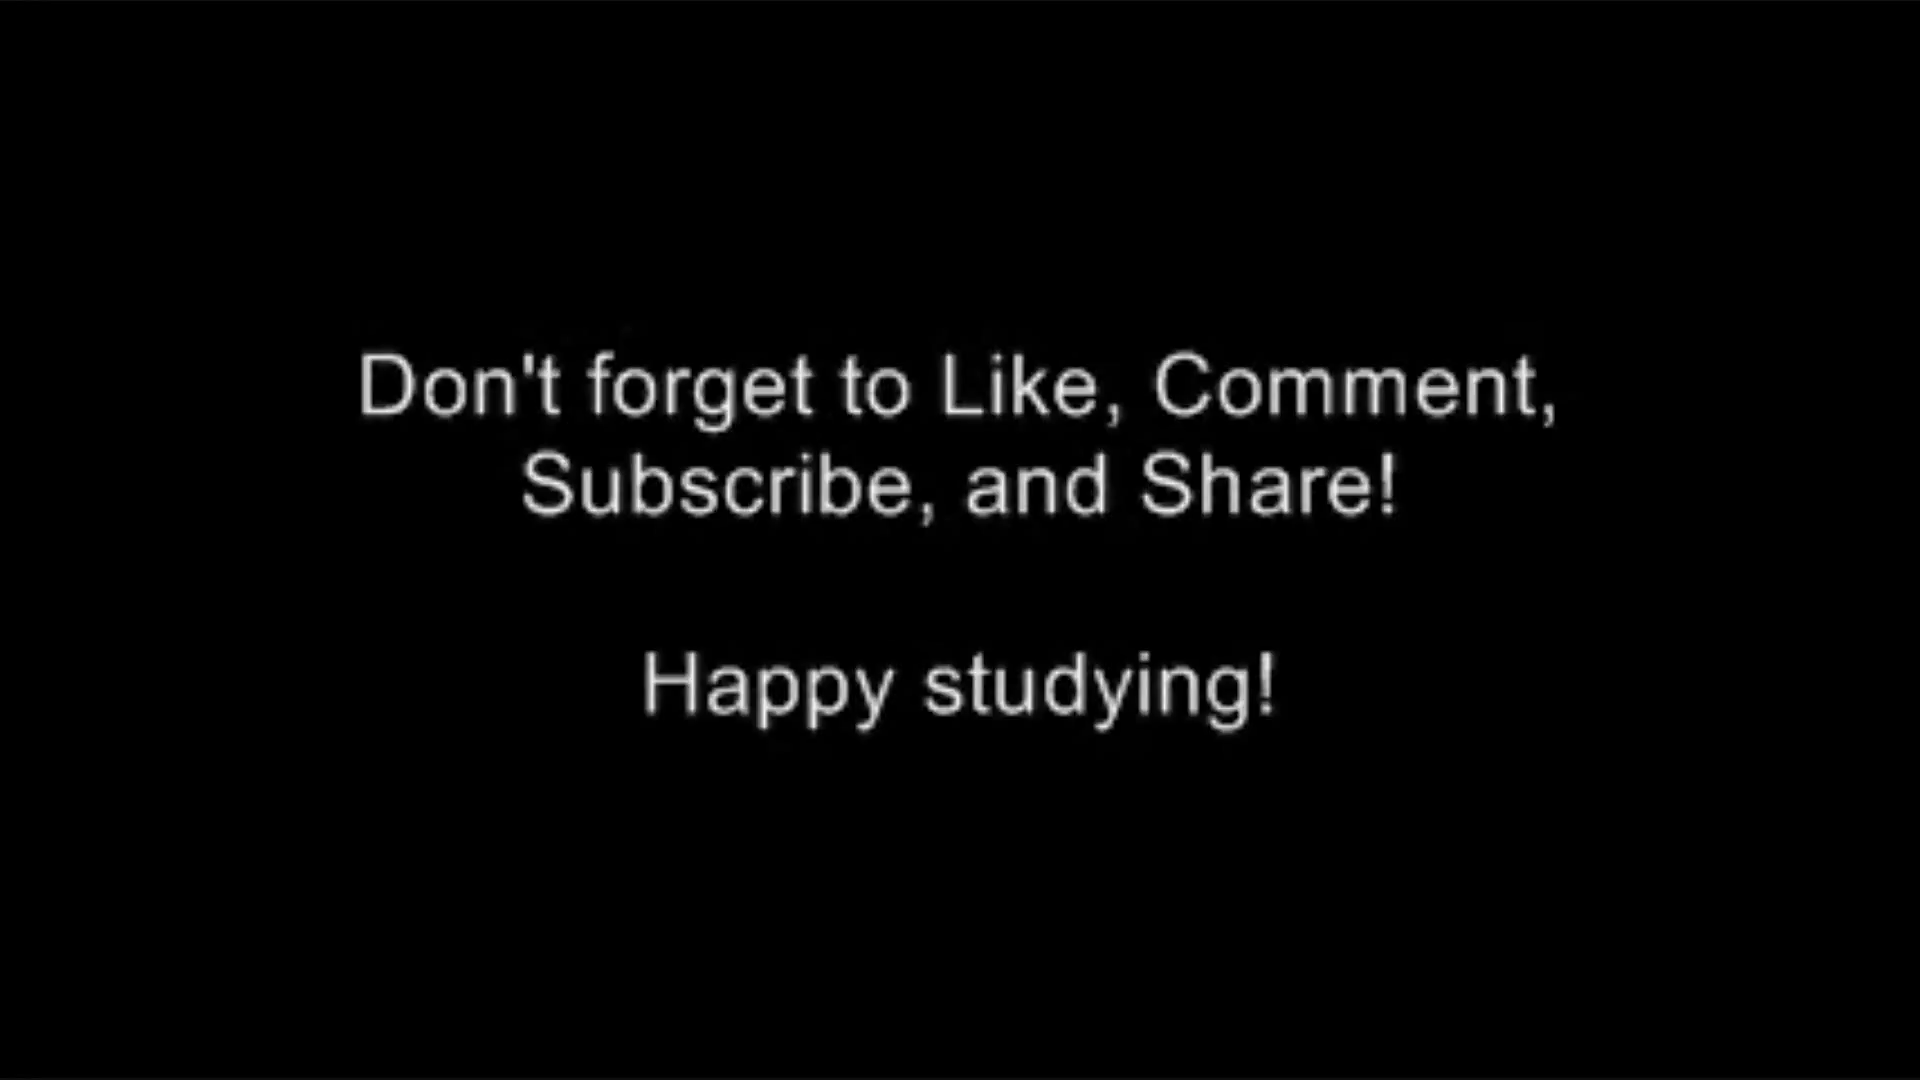 Don't forget to Like, Comment,
Subscribe, and Share!
Happy studying!